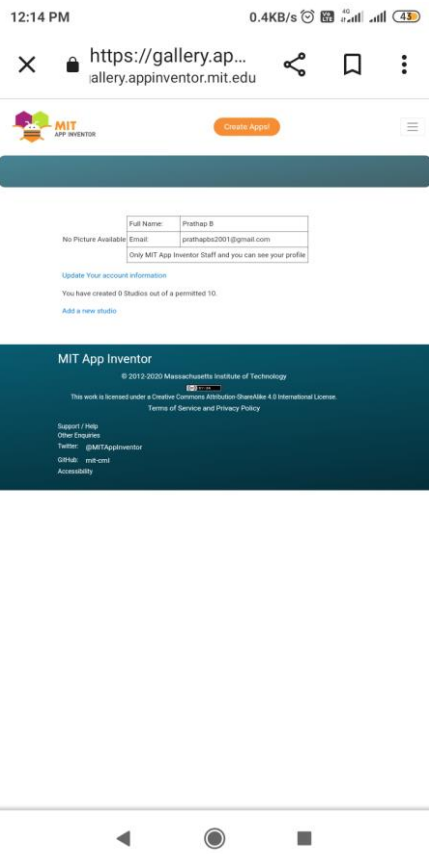 12:14 PM
0.4KB/s
4G
43
https://gallery.ap...
allery.appinventor.mit.edu
MIT
APP INVENTOR
Create Apps!
Full Name:
Prathap B
No Picture Available
Email:
prathapbs2001@gmail.com
Only MIT App Inventor Staff and you can see your profile
Update Your account information
You have created 0 Studios out of a permitted 10.
Add a new studio
MIT App Inventor
© 2012-2020 Massachusetts Institute of Technology
This work is licensed under a Creative Commons Attribution-ShareAlike 4.0 International License.
Terms of Service and Privacy Policy
Support / Help
Other Enquiries
Twitter: @MITAppInventor
GitHub: mit-cml
Accessibility